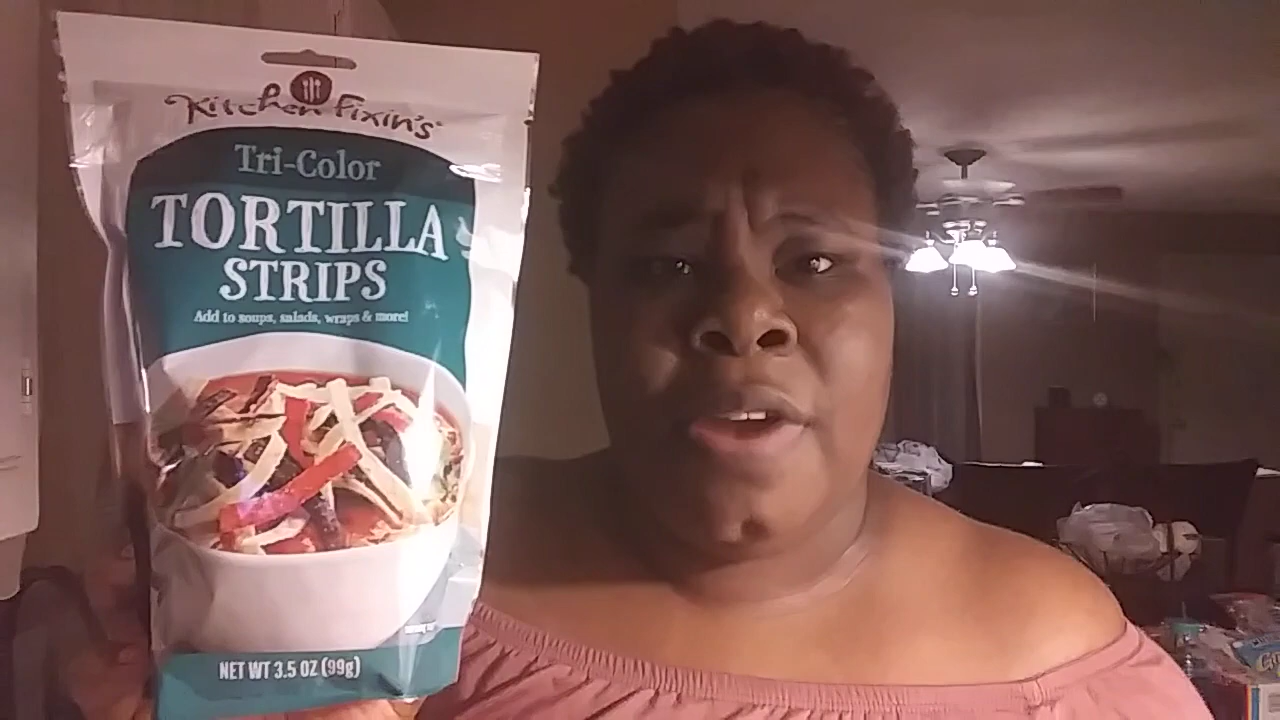 Kitchen Fixin's
Tri-Color
TORTILLA
STRIPS
Add to soups, salads, wraps & more!
NET WT 3.5 OZ (99g)